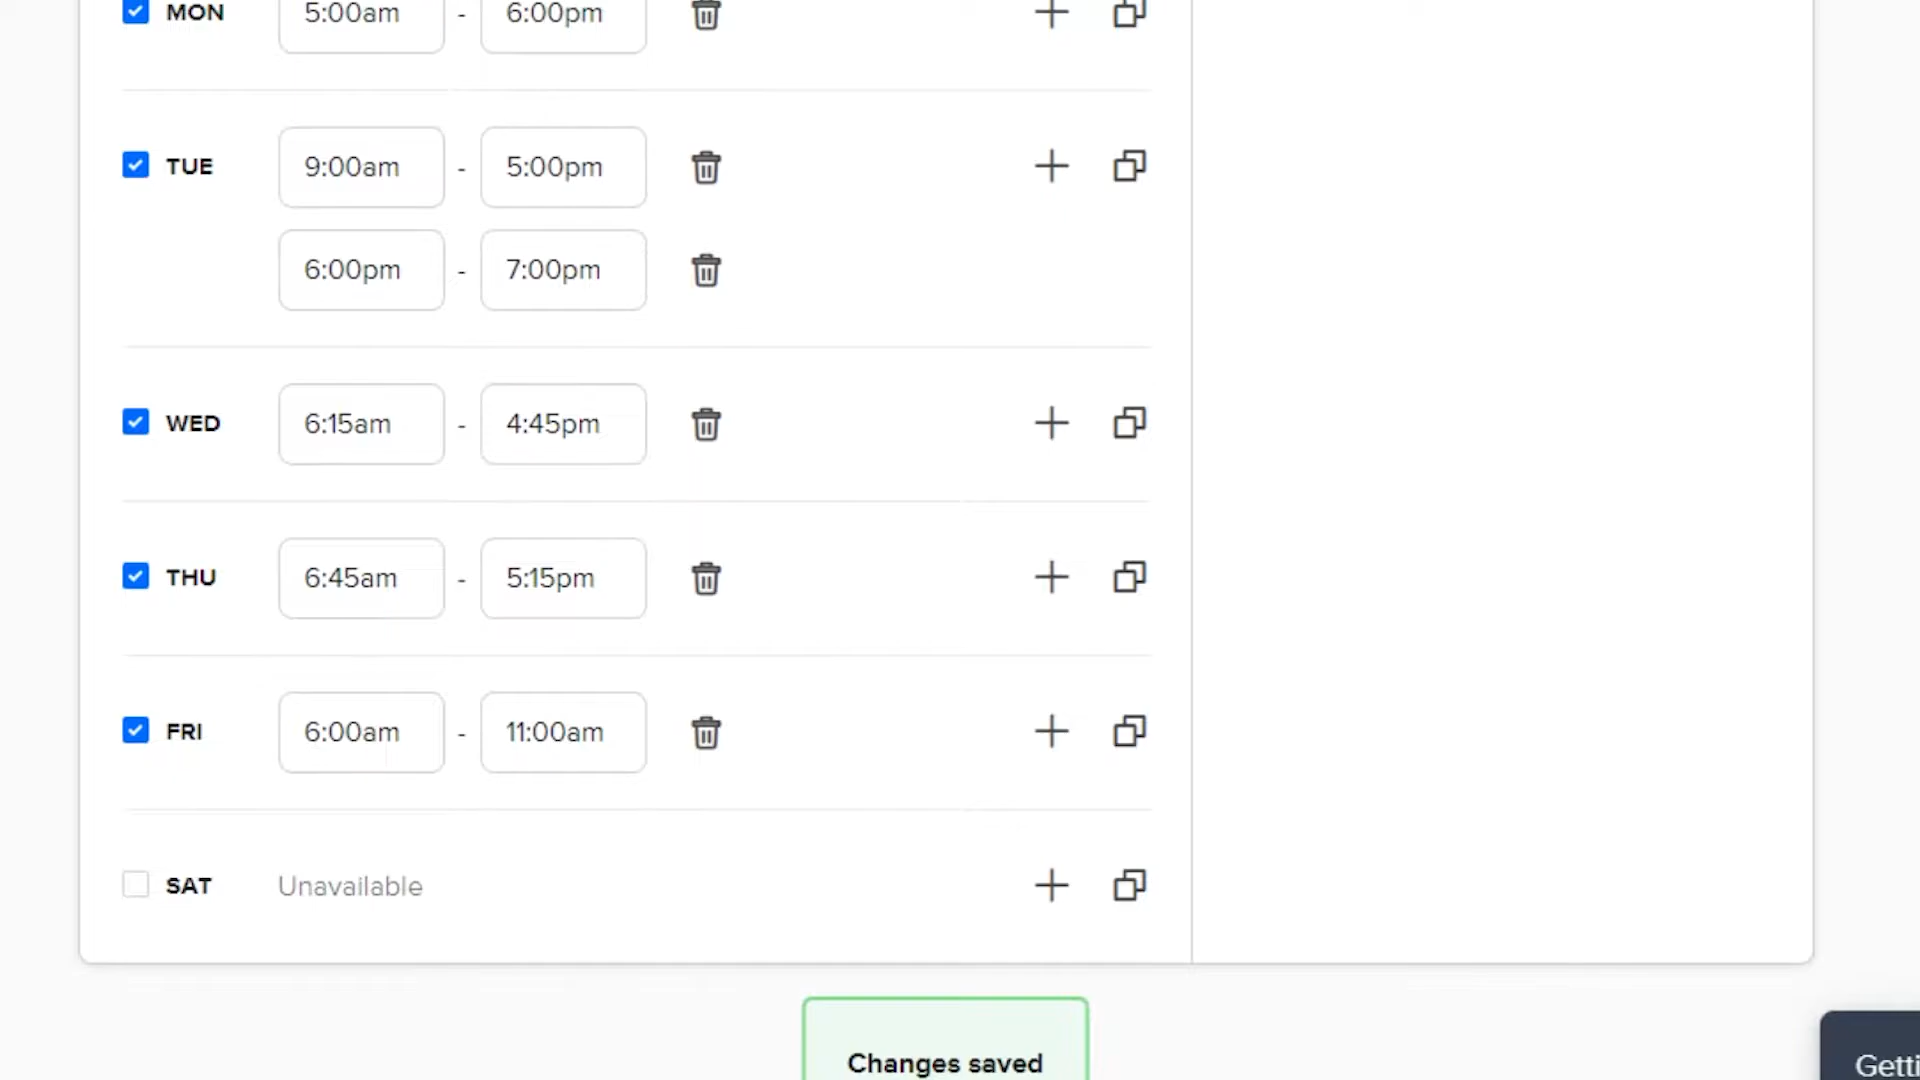 MON 5:00am - 6:00pm
TUE 9:00am - 5:00pm
6:00pm - 7:00pm
WED 6:15am - 4:45pm
THU 6:45am - 5:15pm
FRI 6:00am - 11:00am
SAT Unavailable
Changes saved
Getti